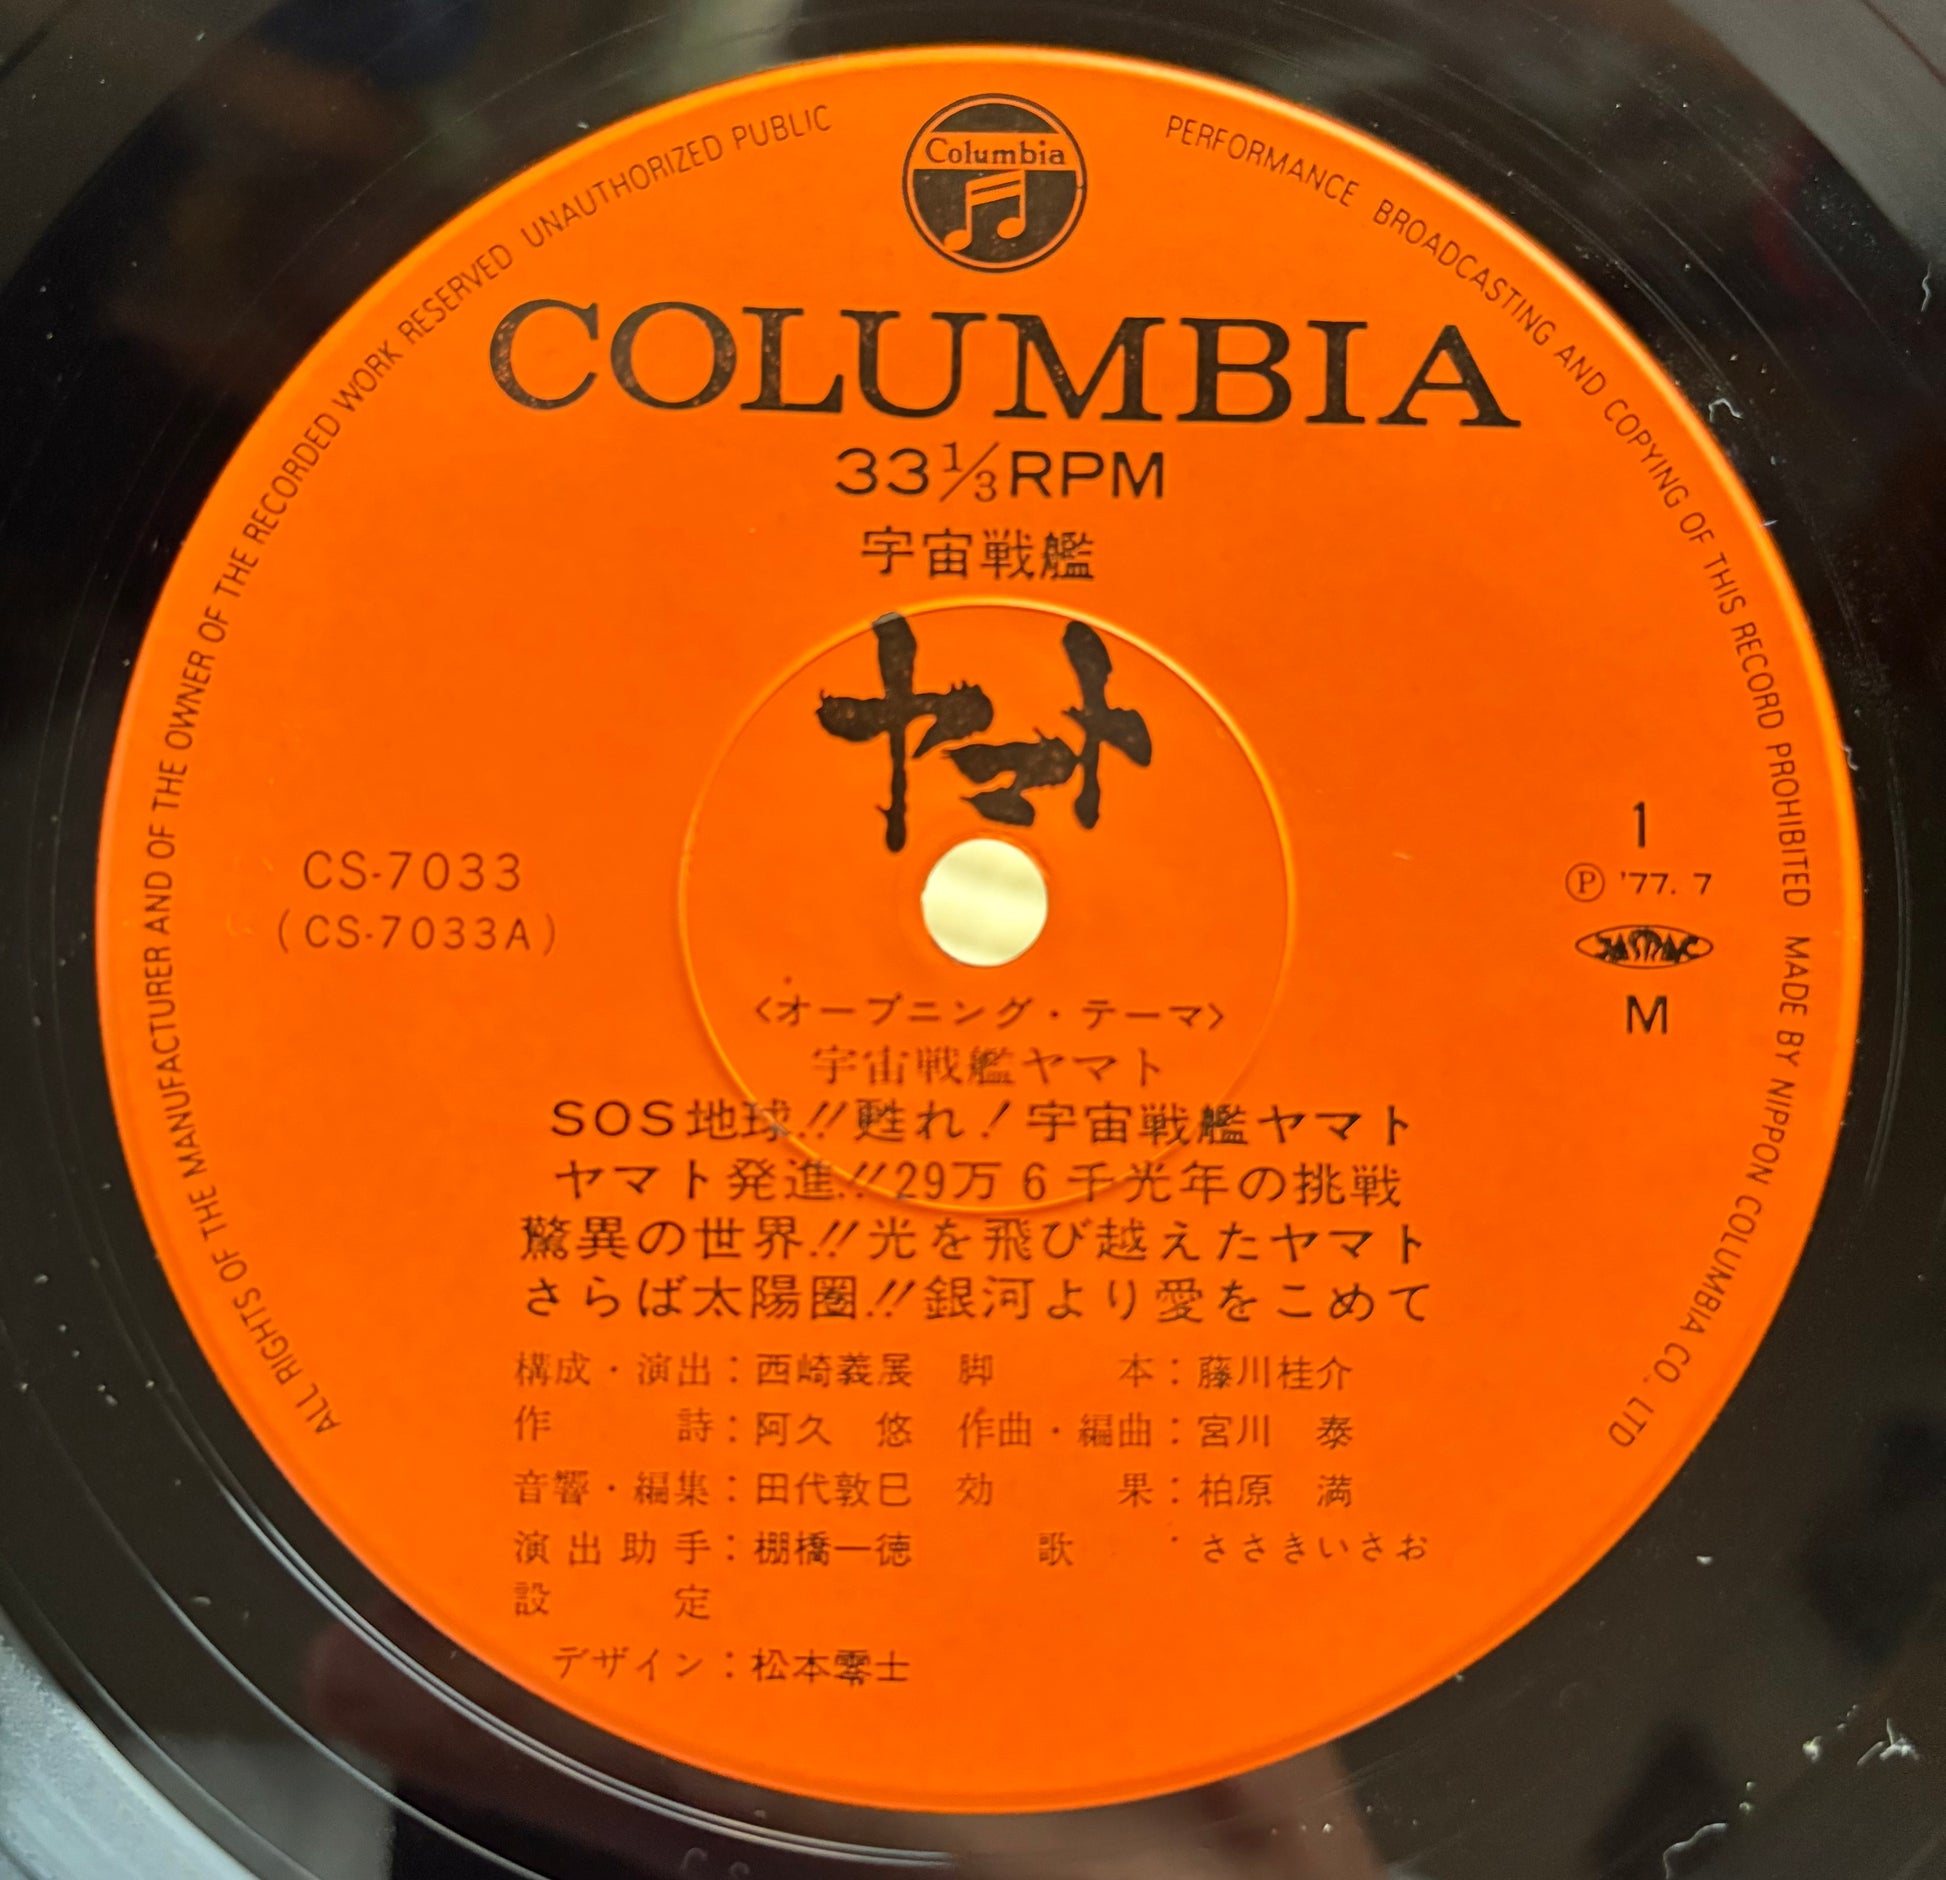 Columbia
ALL RIGHTS OF THE MANUFACTURER AND OF THE OWNER OF THE RECORDED WORK RESERVED UNAUTHORIZED PUBLIC PERFORMANCE BROADCASTING AND COPYING OF THIS RECORD PROHIBITED MADE BY NIPPON COLUMBIA CO. LTD
COLUMBIA
33⅓RPM
宇宙戦艦
ヤマト
CS-7033
(CS-7033A)
1
Ⓟ '77. 7
JASRAC
M
〈オープニング・テーマ〉
宇宙戦艦ヤマト
SOS地球!!甦れ!宇宙戦艦ヤマト
ヤマト発進!!29万6千光年の挑戦
驚異の世界!!光を飛び越えたヤマト
さらば太陽圏!!銀河より愛をこめて
構成・演出:西崎義展 脚 本:藤川桂介
作 詩:阿久 悠 作曲・編曲:宮川 泰
音響・編集:田代敦巳 効 果:柏原 満
演出助手:棚橋一徳 歌 :ささきいさお
設 定
デザイン:松本零士